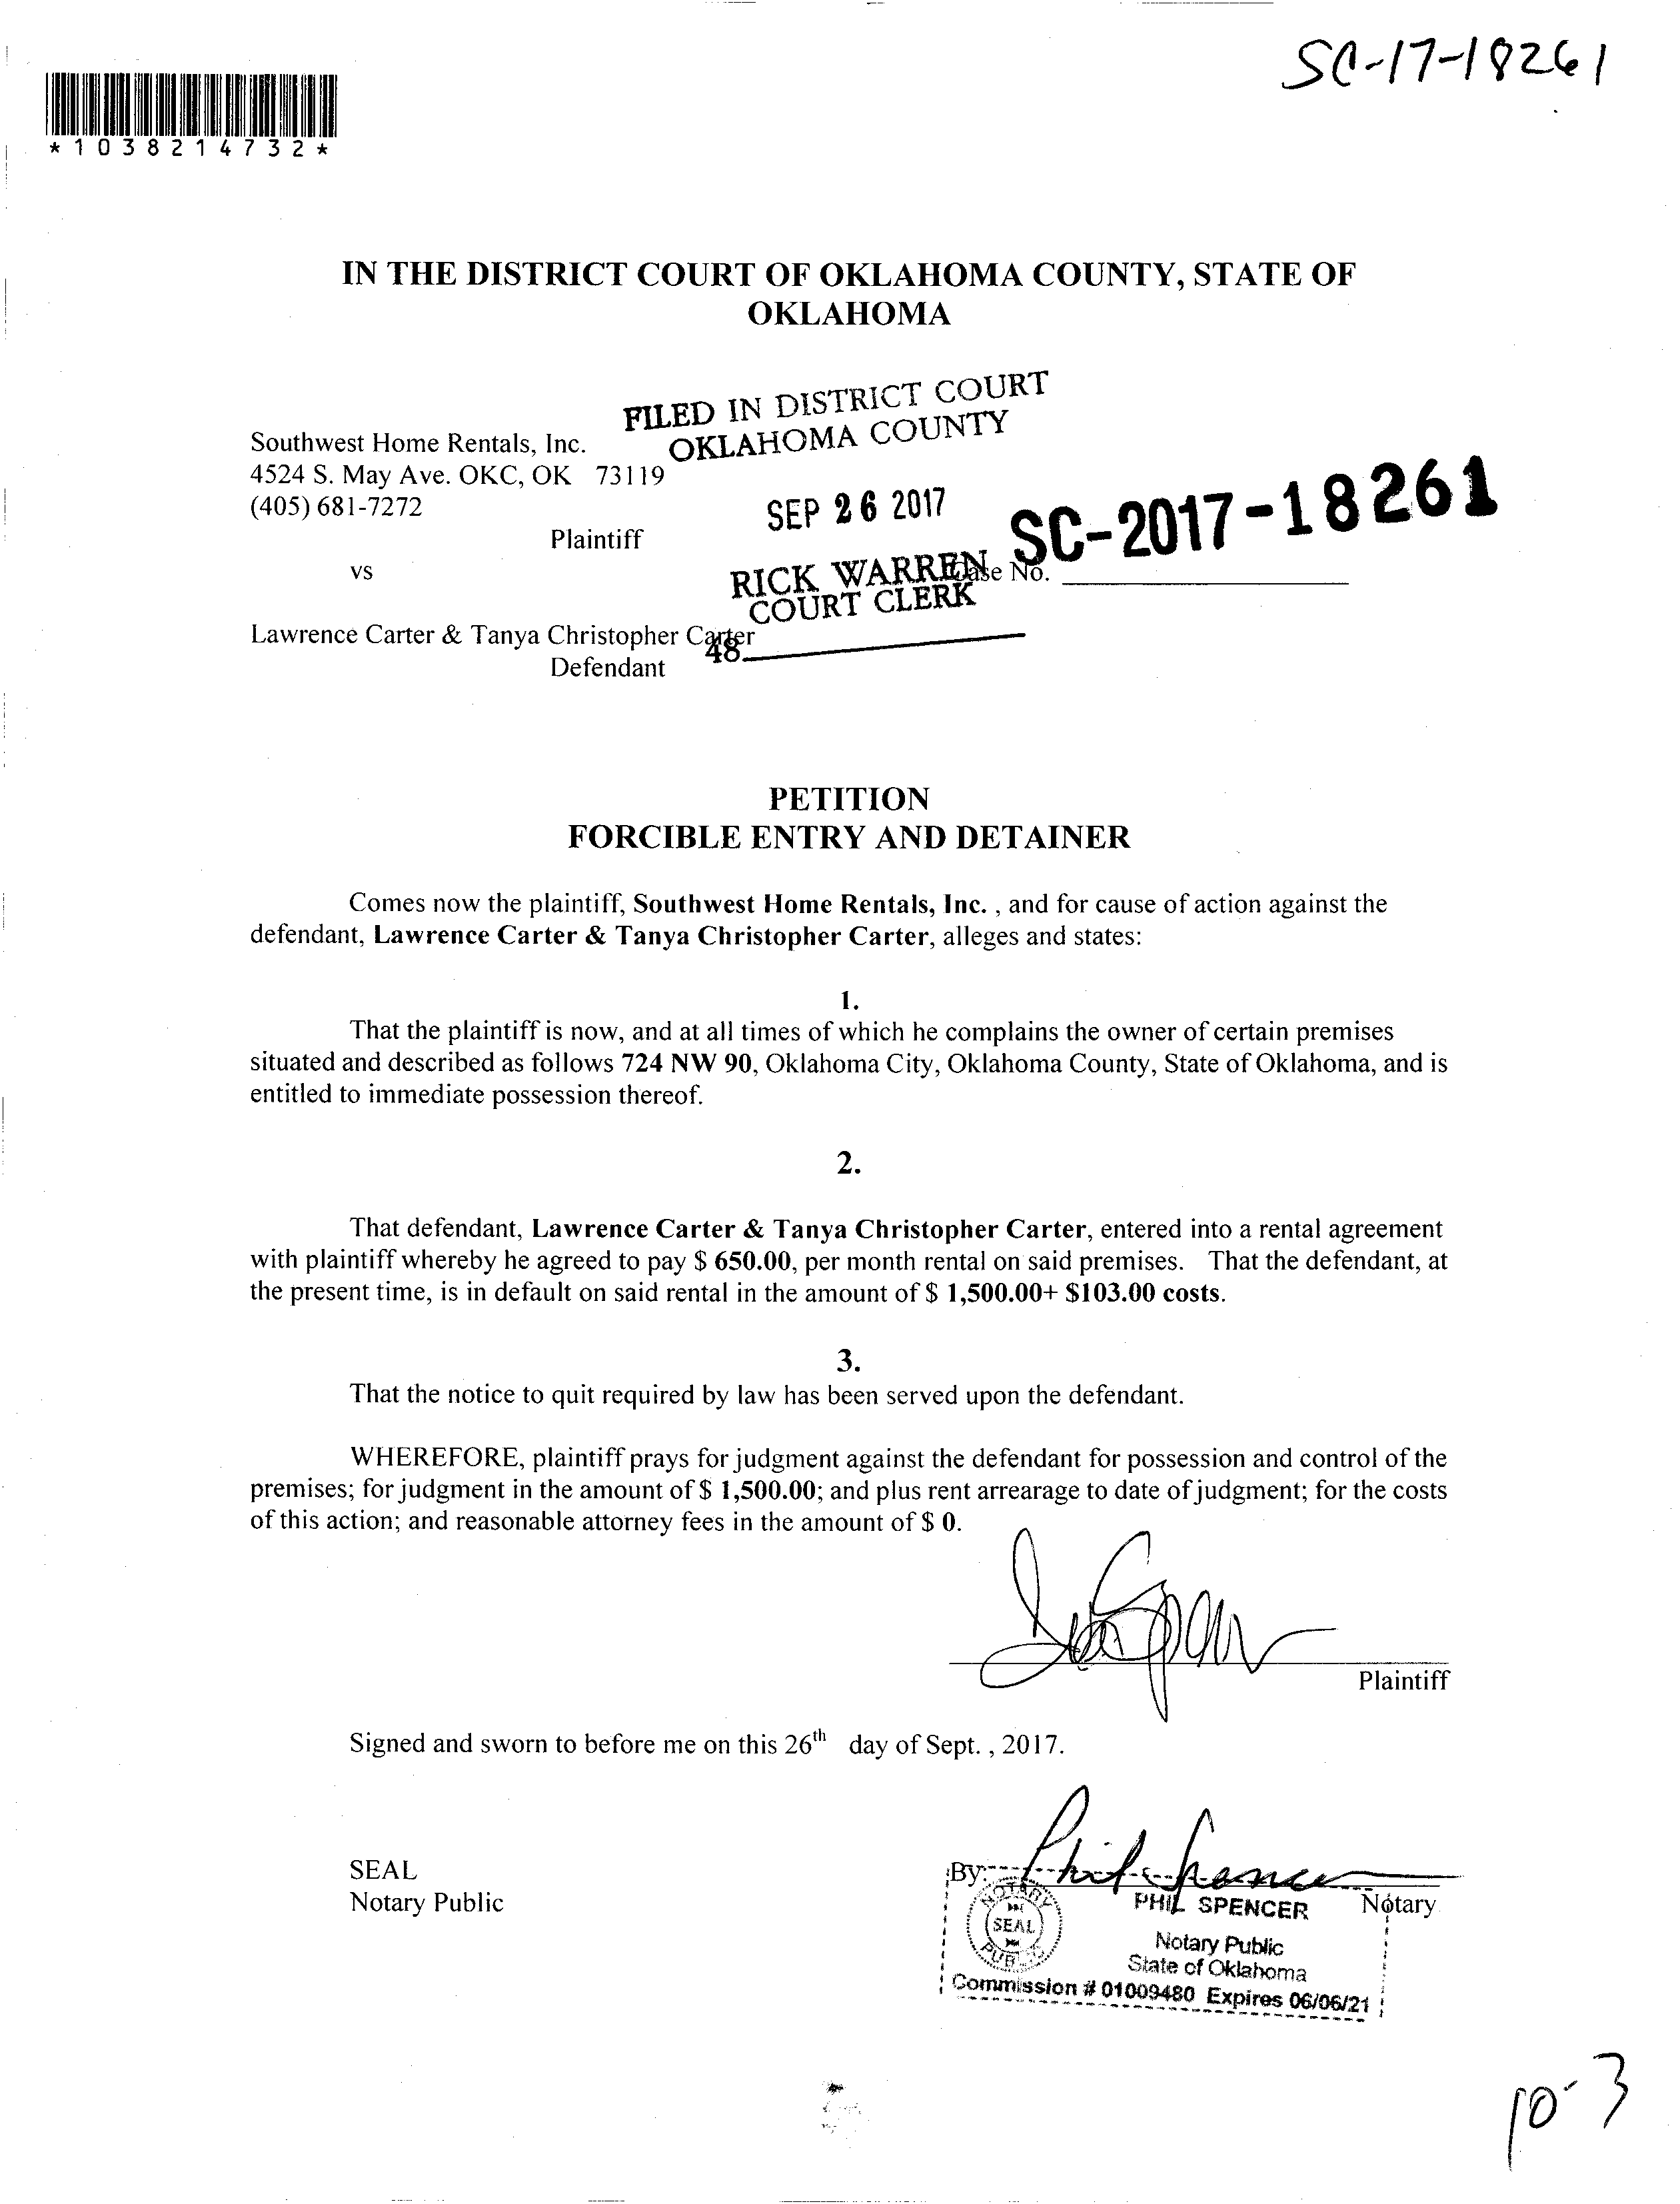 SC-17-18261
*1038214732*
IN THE DISTRICT COURT OF OKLAHOMA COUNTY, STATE OF
OKLAHOMA
FILED IN DISTRICT COURT
OKLAHOMA COUNTY
Southwest Home Rentals, Inc.
4524 S. May Ave. OKC, OK 73119
(405) 681-7272
SEP 26 2017
SC-2017-18261
Plaintiff
vs
RICK WARREN
COURT CLERK
Case No.
Lawrence Carter & Tanya Christopher Carter
48
Defendant
PETITION
FORCIBLE ENTRY AND DETAINER
Comes now the plaintiff, Southwest Home Rentals, Inc. , and for cause of action against the
defendant, Lawrence Carter & Tanya Christopher Carter, alleges and states:
1.
That the plaintiff is now, and at all times of which he complains the owner of certain premises
situated and described as follows 724 NW 90, Oklahoma City, Oklahoma County, State of Oklahoma, and is
entitled to immediate possession thereof.
2.
That defendant, Lawrence Carter & Tanya Christopher Carter, entered into a rental agreement
with plaintiff whereby he agreed to pay $ 650.00, per month rental on said premises. That the defendant, at
the present time, is in default on said rental in the amount of $ 1,500.00+ $103.00 costs.
3.
That the notice to quit required by law has been served upon the defendant.
WHEREFORE, plaintiff prays for judgment against the defendant for possession and control of the
premises; for judgment in the amount of $ 1,500.00; and plus rent arrearage to date of judgment; for the costs
of this action; and reasonable attorney fees in the amount of $ 0.
Plaintiff
Signed and sworn to before me on this 26th day of Sept. , 2017.
SEAL
Notary Public
By: Phil Spencer
Notary
NOTARY
SEAL
PUBLIC
PHIL SPENCER
Notary Public
State of Oklahoma
Commission # 01009480 Expires 06/06/21
10-3